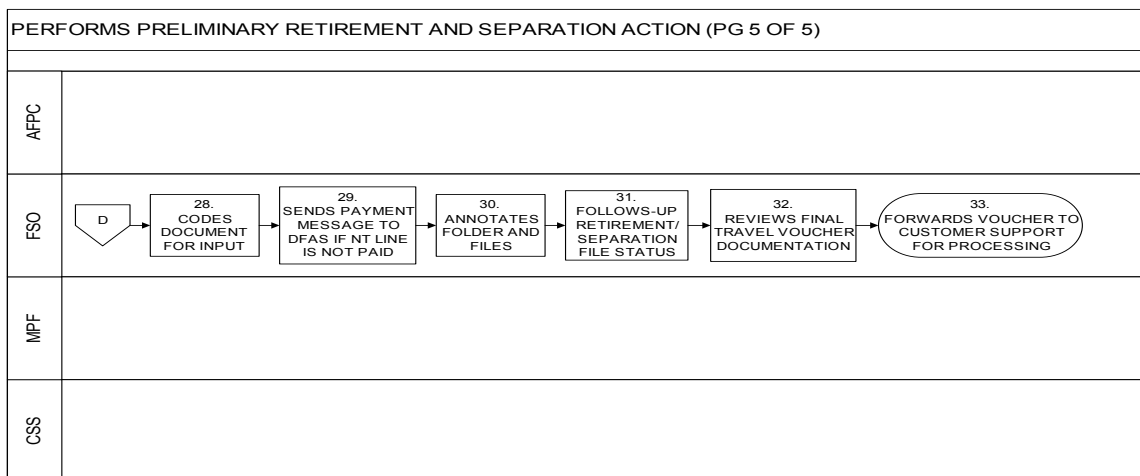 PERFORMS PRELIMINARY RETIREMENT AND SEPARATION ACTION (PG 5 OF 5)
AFPC
FSO
D
28.
CODES
DOCUMENT
FOR INPUT
29.
SENDS PAYMENT
MESSAGE TO
DFAS IF NT LINE
IS NOT PAID
30.
ANNOTATES
FOLDER AND
FILES
31.
FOLLOWS-UP
RETIREMENT/
SEPARATION
FILE STATUS
32.
REVIEWS FINAL
TRAVEL VOUCHER
DOCUMENTATION
33.
FORWARDS VOUCHER TO
CUSTOMER SUPPORT
FOR PROCESSING
MPF
CSS